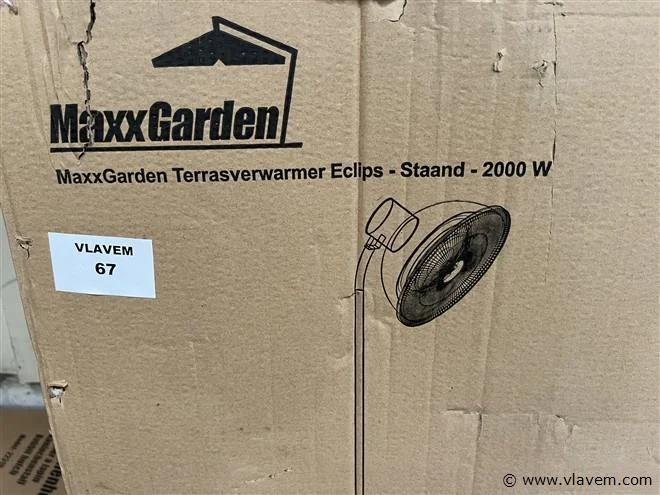 MaxxGarden
MaxxGarden Terrasverwarmer Eclips - Staand - 2000 W
VLAVEM
67
© www.vlavem.com